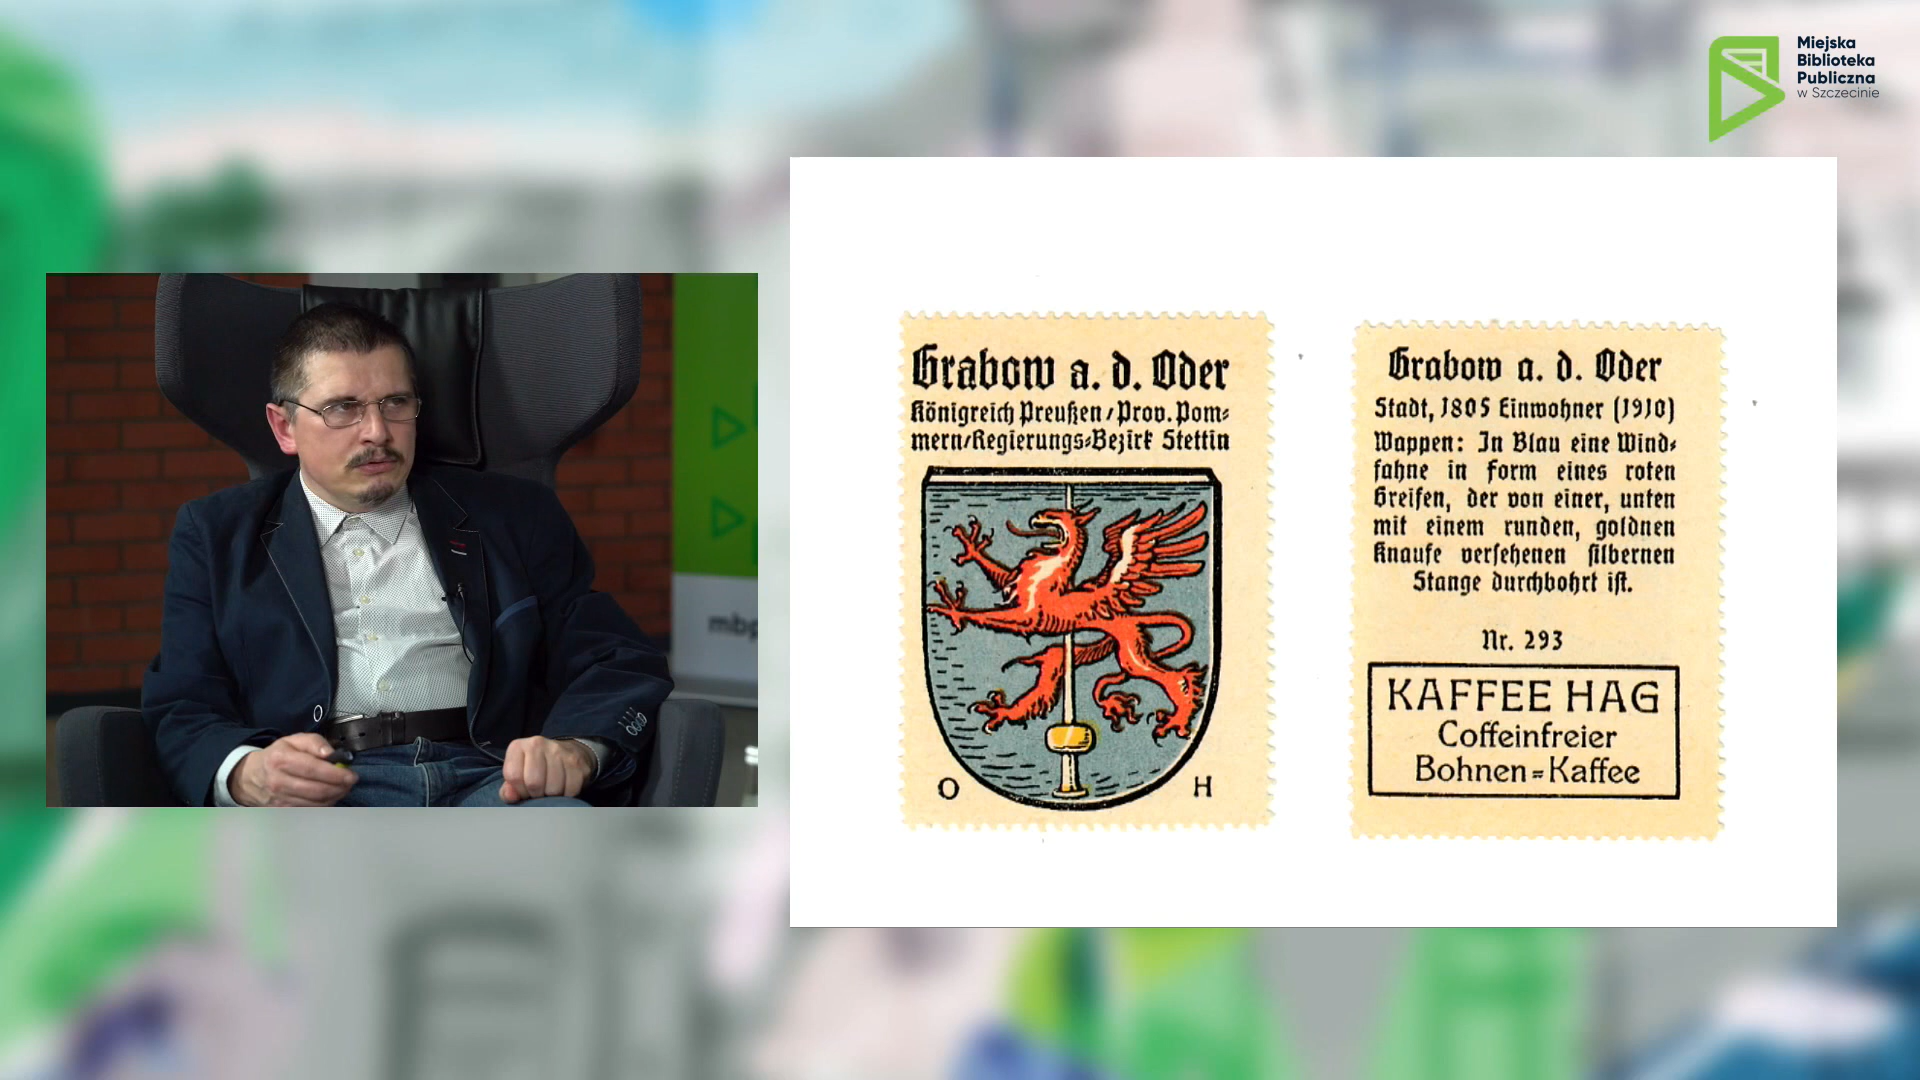 Miejska
Biblioteka
Publiczna
w Szczecinie
mbp
Grabow a. d. Oder
Königreich Preußen/Prov. Pom⸗
mern/Regierungs⸗Bezirk Stettin
O H
Grabow a. d. Oder
Stadt, 1805 Einwohner (1910)
Wappen: In Blau eine Wind⸗
fahne in Form eines roten
Greifen, der von einer, unten
mit einem runden, goldnen
Knaufe versehenen silbernen
Stange durchbohrt ist.
Nr. 293
KAFFEE HAG
Coffeinfreier
Bohnen=Kaffee